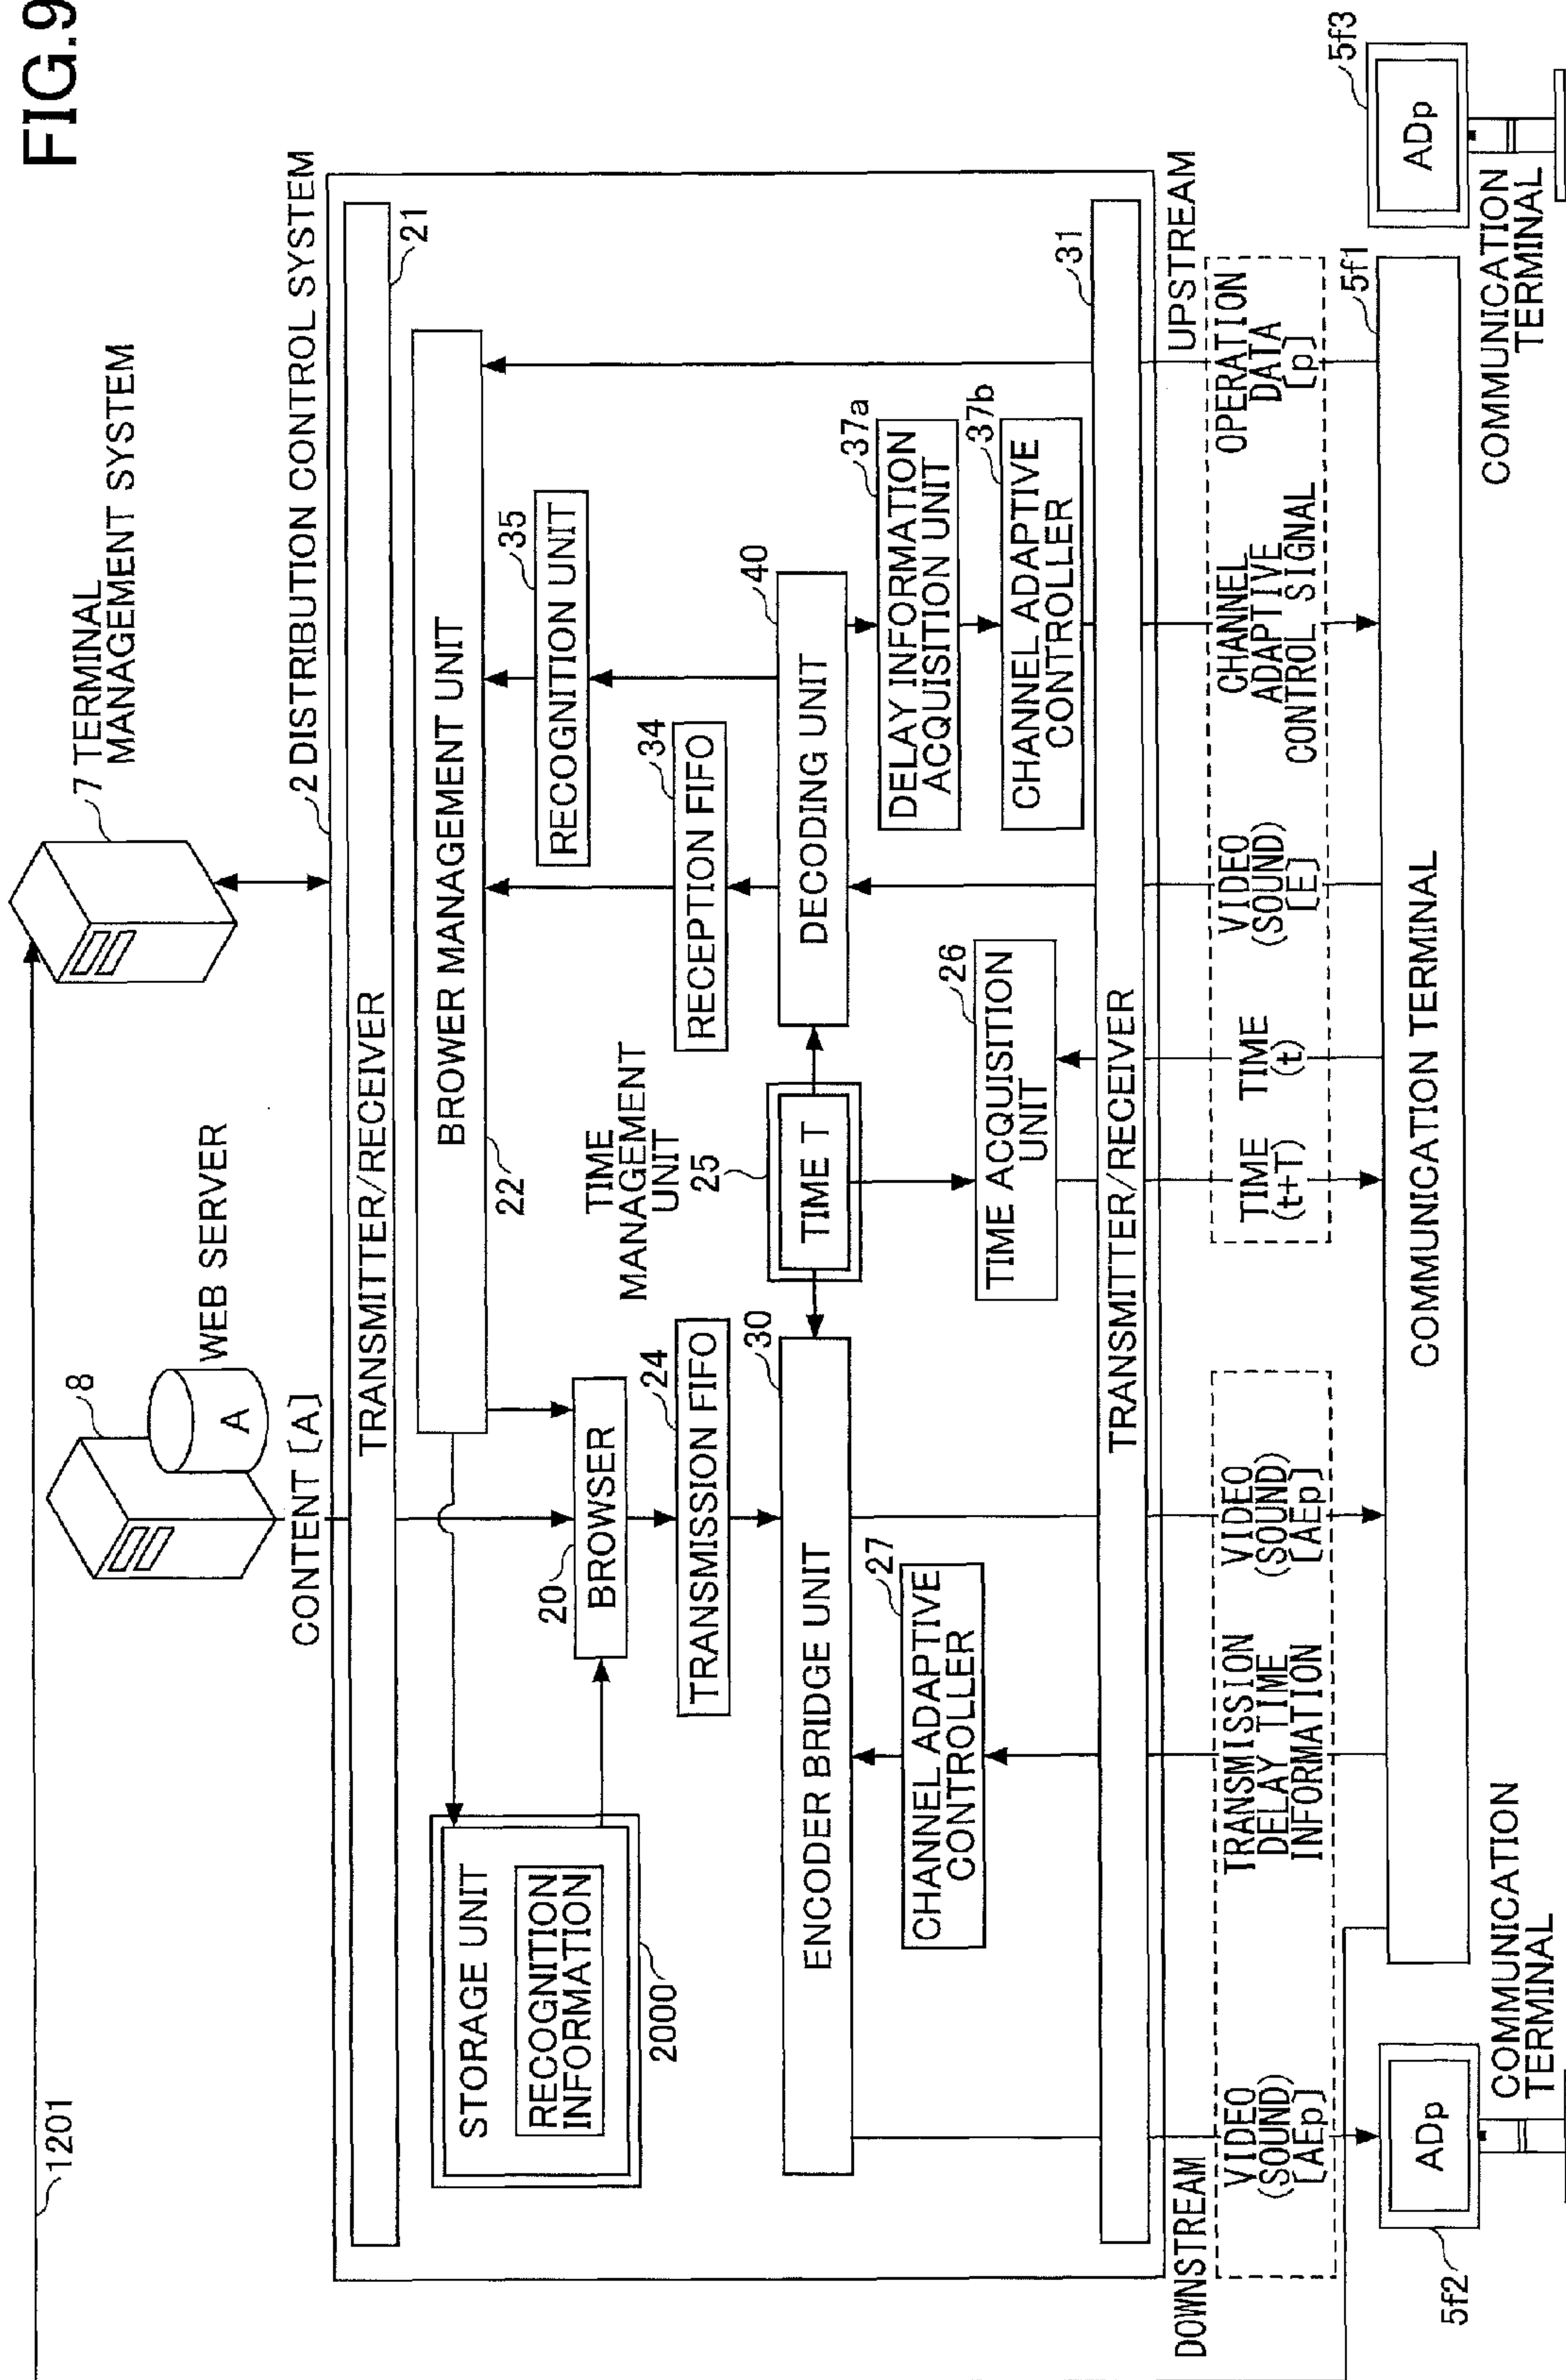 FIG.9
1201
8
WEB SERVER
A
7 TERMINAL
MANAGEMENT SYSTEM
CONTENT [A]
2 DISTRIBUTION CONTROL SYSTEM
TRANSMITTER/RECEIVER
21
STORAGE UNIT
RECOGNITION
INFORMATION
2000
BROWER MANAGEMENT UNIT
22
20
BROWSER
35
RECOGNITION UNIT
24
TRANSMISSION FIFO
TIME
MANAGEMENT
UNIT
25
34
RECEPTION FIFO
30
ENCODER BRIDGE UNIT
TIME T
40
DECODING UNIT
27
CHANNEL ADAPTIVE
CONTROLLER
26
TIME ACQUISITION
UNIT
37a
DELAY INFORMATION
ACQUISITION UNIT
37b
CHANNEL ADAPTIVE
CONTROLLER
TRANSMITTER/RECEIVER
31
DOWNSTREAM
UPSTREAM
VIDEO
(SOUND)
[AEp]
TRANSMISSION
DELAY TIME
INFORMATION
VIDEO
(SOUND)
[AEp]
TIME
(t+T)
TIME
(t)
VIDEO
(SOUND)
[E]
CHANNEL
ADAPTIVE
CONTROL SIGNAL
OPERATION
DATA
[p]
5f2
ADp
COMMUNICATION
TERMINAL
COMMUNICATION TERMINAL
5f1
5f3
ADp
COMMUNICATION
TERMINAL